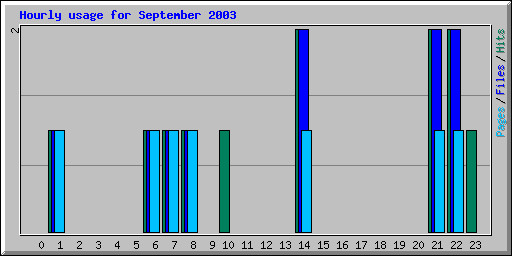 Hourly usage for September 2003
2
Pages/Files/Hits
0 1 2 3 4 5 6 7 8 9 10 11 12 13 14 15 16 17 18 19 20 21 22 23